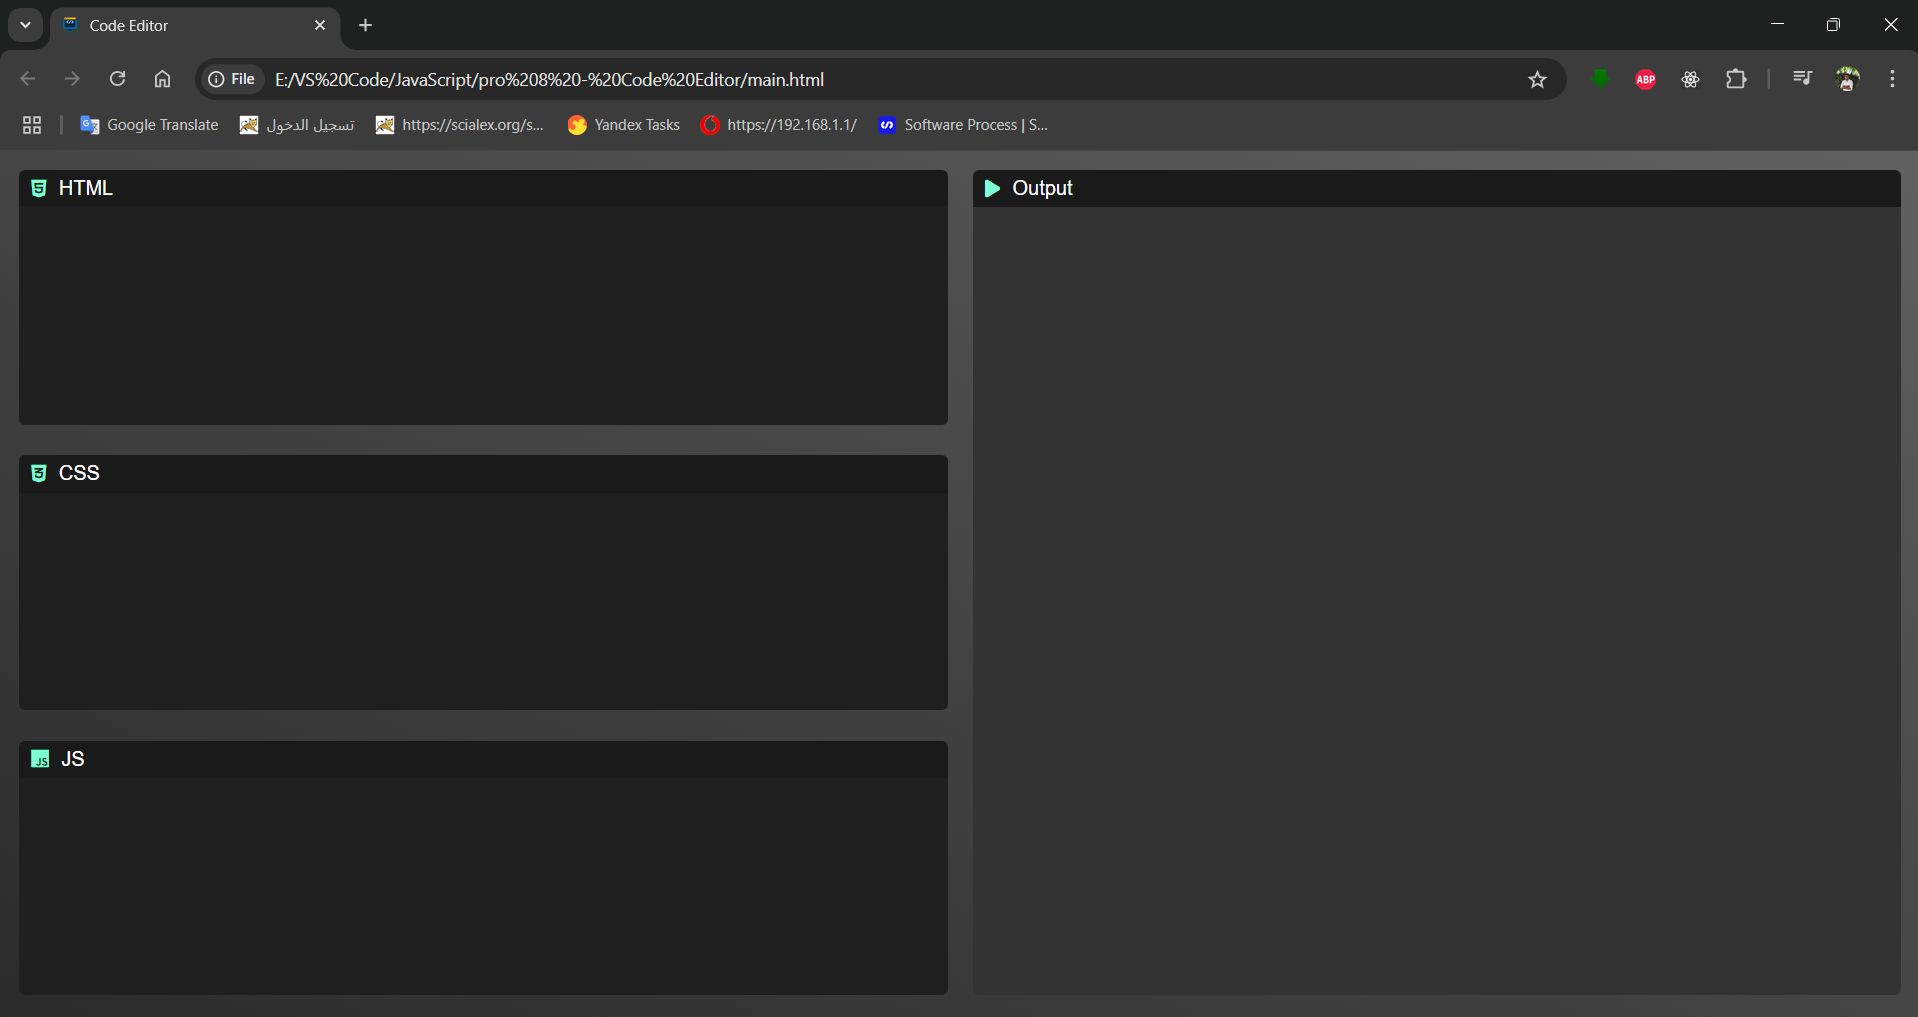 Code Editor
File E:/VS%20Code/JavaScript/pro%208%20-%20Code%20Editor/main.html
ABP
Google Translate تسجيل الدخول https://scialex.org/s... Yandex Tasks https://192.168.1.1/ Software Process | S...
HTML
CSS
JS JS
Output